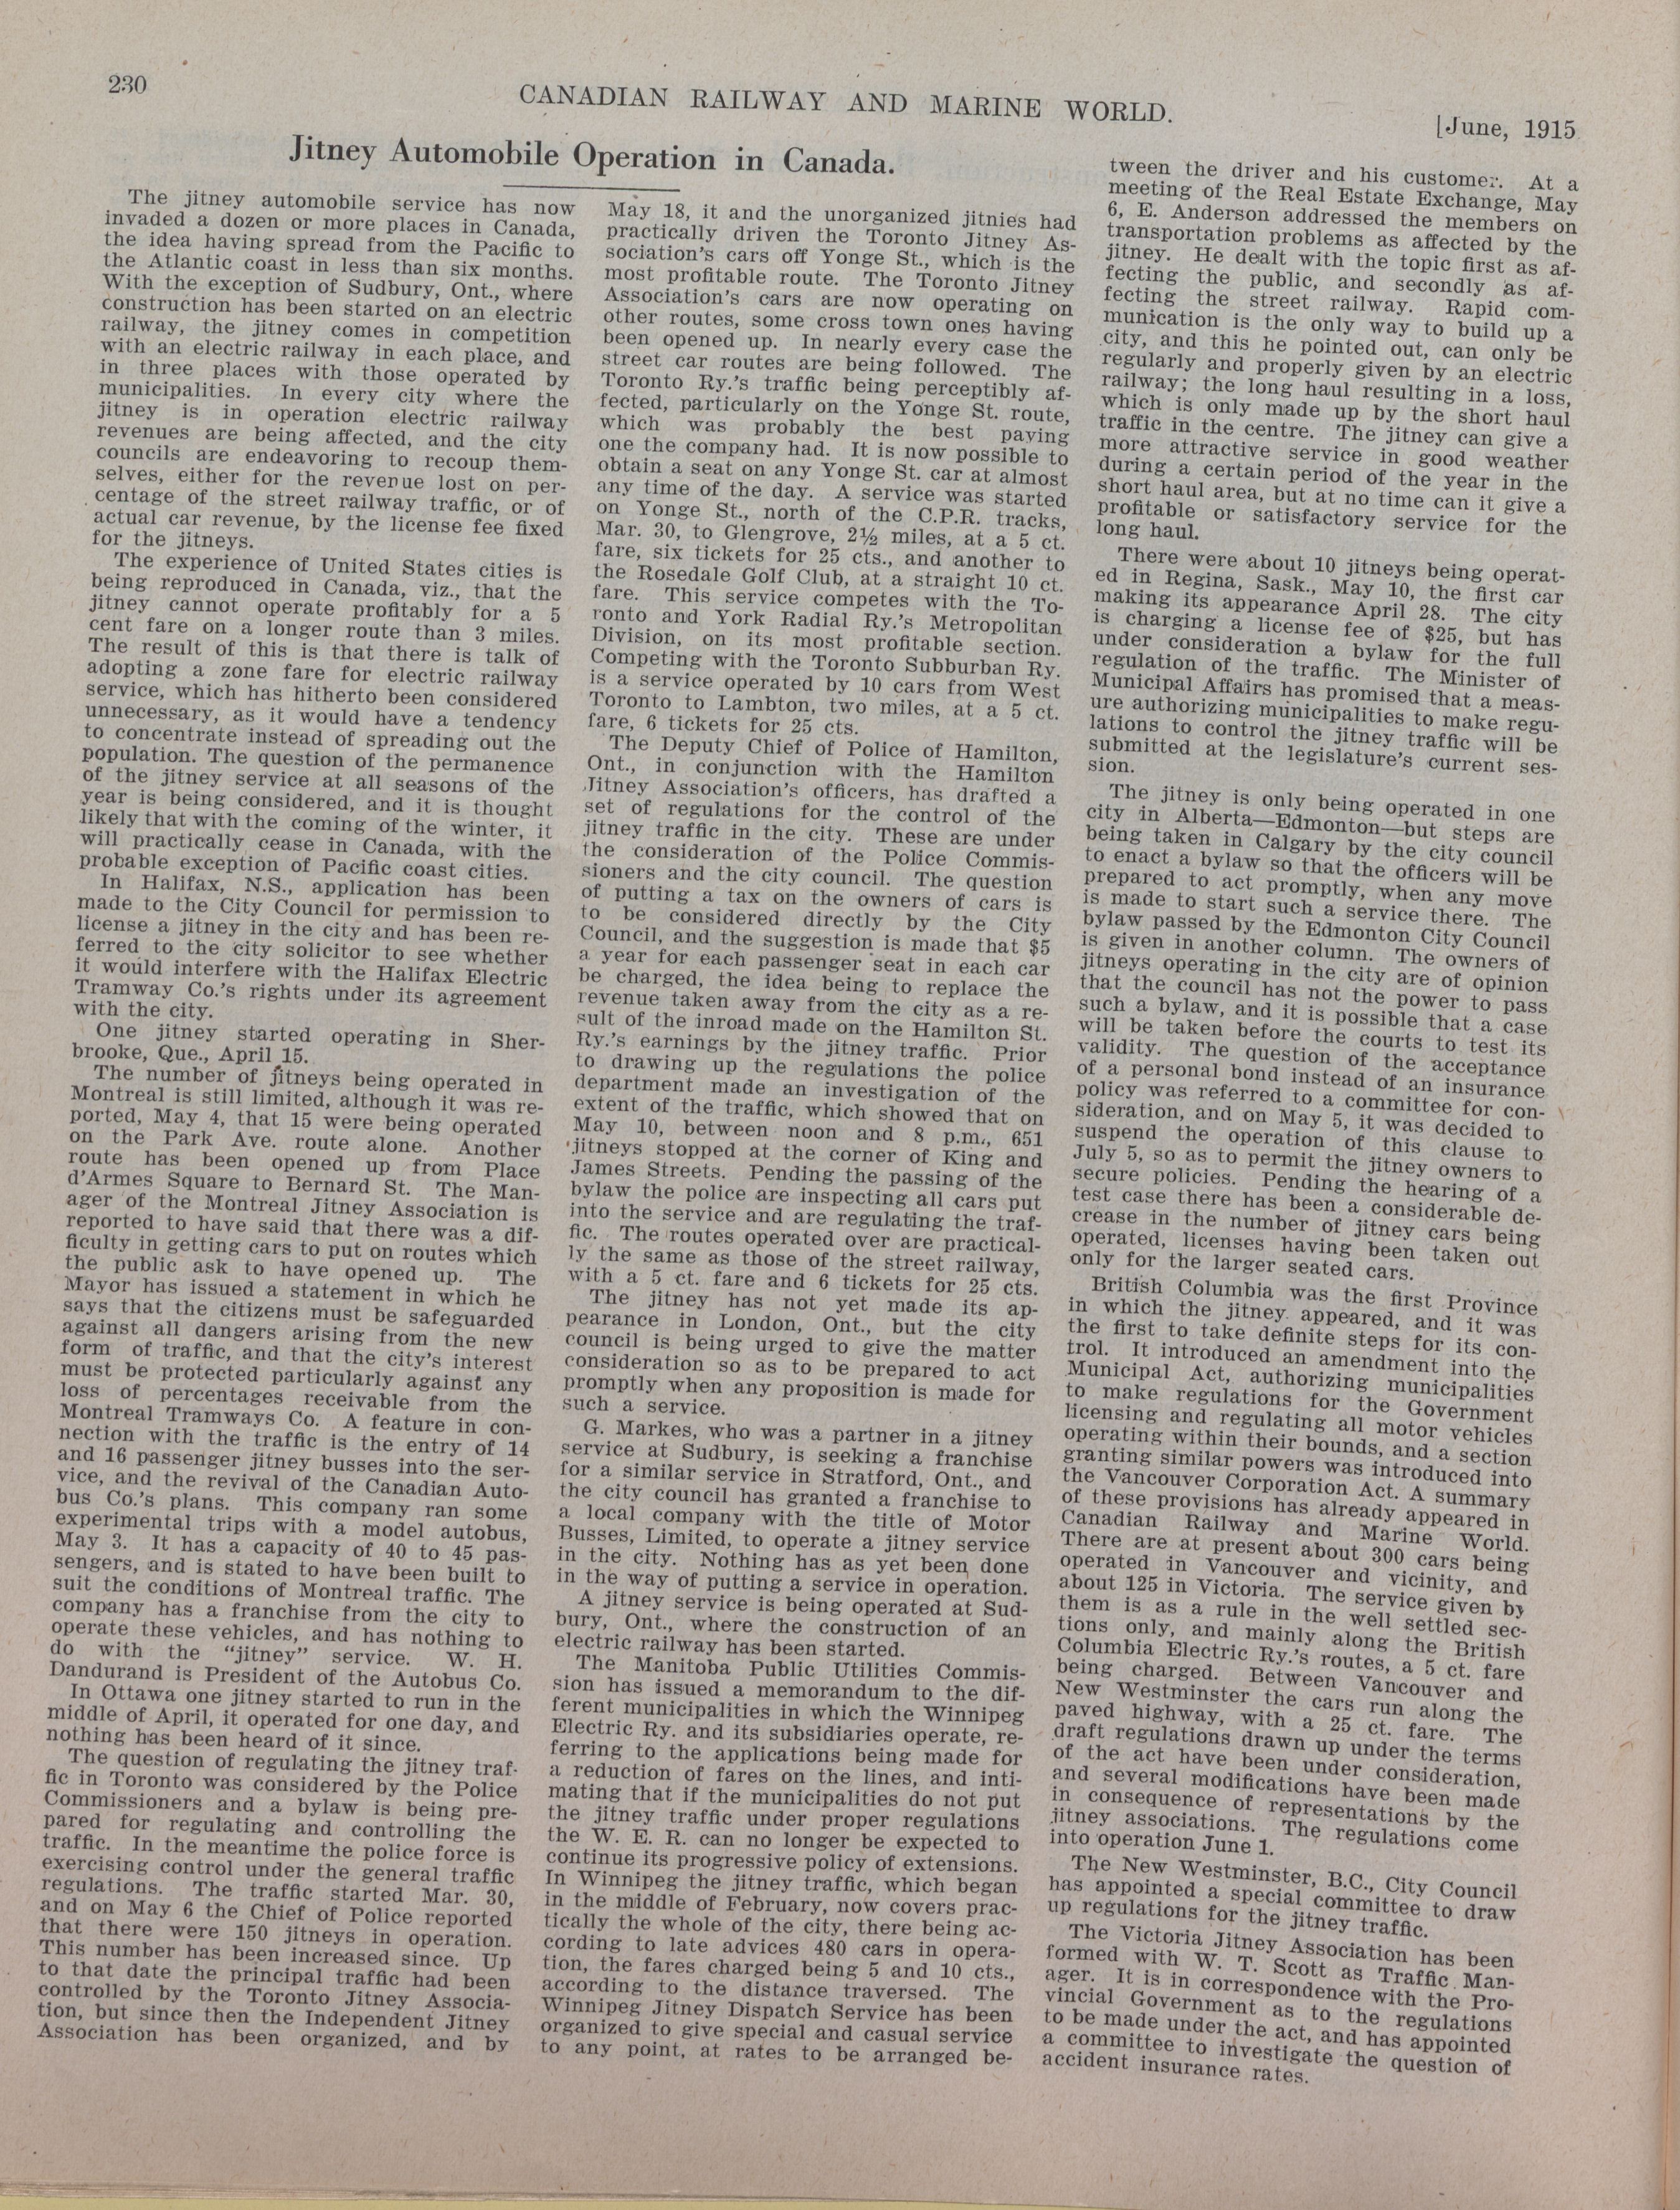 230
CANADIAN RAILWAY AND MARINE WORLD.
[June, 1915
Jitney Automobile Operation in Canada.
The jitney automobile service has now
invaded a dozen or more places in Canada,
the idea having spread from the Pacific to
the Atlantic coast in less than six months.
With the exception of Sudbury, Ont., where
construction has been started on an electric
railway, the jitney comes in competition
with an electric railway in each place, and
in three places with those operated by
municipalities. In every city where the
jitney is in operation electric railway
revenues are being affected, and the city
councils are endeavoring to recoup them-
selves, either for the revenue lost on per-
centage of the street railway traffic, or of
actual car revenue, by the license fee fixed
for the jitneys.
The experience of United States cities is
being reproduced in Canada, viz., that the
jitney cannot operate profitably for a 5
cent fare on a longer route than 3 miles.
The result of this is that there is talk of
adopting a zone fare for electric railway
service, which has hitherto been considered
unnecessary, as it would have a tendency
to concentrate instead of spreading out the
population. The question of the permanence
of the jitney service at all seasons of the
year is being considered, and it is thought
likely that with the coming of the winter, it
will practically cease in Canada, with the
probable exception of Pacific coast cities.
In Halifax, N.S., application has been
made to the City Council for permission to
license a jitney in the city and has been re-
ferred to the city solicitor to see whether
it would interfere with the Halifax Electric
Tramway Co.'s rights under its agreement
with the city.
One jitney started operating in Sher-
brooke, Que., April 15.
The number of jitneys being operated in
Montreal is still limited, although it was re-
ported, May 4, that 15 were being operated
on the Park Ave. route alone. Another
route has been opened up from Place
d'Armes Square to Bernard St. The Man-
ager of the Montreal Jitney Association is
reported to have said that there was a dif-
ficulty in getting cars to put on routes which
the public ask to have opened up. The
Mayor has issued a statement in which he
says that the citizens must be safeguarded
against all dangers arising from the new
form of traffic, and that the city's interest
must be protected particularly against any
loss of percentages receivable from the
Montreal Tramways Co. A feature in con-
nection with the traffic is the entry of 14
and 16 passenger jitney busses into the ser-
vice, and the revival of the Canadian Auto-
bus Co.'s plans. This company ran some
experimental trips with a model autobus,
May 3. It has a capacity of 40 to 45 pas-
sengers, and is stated to have been built to
suit the conditions of Montreal traffic. The
company has a franchise from the city to
operate these vehicles, and has nothing to
do with the "jitney" service. W. H.
Dandurand is President of the Autobus Co.
In Ottawa one jitney started to run in the
middle of April, it operated for one day, and
nothing has been heard of it since.
The question of regulating the jitney traf-
fic in Toronto was considered by the Police
Commissioners and a bylaw is being pre-
pared for regulating and controlling the
traffic. In the meantime the police force is
exercising control under the general traffic
regulations. The traffic started Mar. 30,
and on May 6 the Chief of Police reported
that there were 150 jitneys in operation.
This number has been increased since. Up
to that date the principal traffic had been
controlled by the Toronto Jitney Associa-
tion, but since then the Independent Jitney
Association has been organized, and by
May 18, it and the unorganized jitnies had
practically driven the Toronto Jitney As-
sociation's cars off Yonge St., which is the
most profitable route. The Toronto Jitney
Association's cars are now operating on
other routes, some cross town ones having
been opened up. In nearly every case the
street car routes are being followed. The
Toronto Ry.'s traffic being perceptibly af-
fected, particularly on the Yonge St. route,
which was probably the best paying
one the company had. It is now possible to
obtain a seat on any Yonge St. car at almost
any time of the day. A service was started
on Yonge St., north of the C.P.R. tracks,
Mar. 30, to Glengrove, 2½ miles, at a 5 ct.
fare, six tickets for 25 cts., and another to
the Rosedale Golf Club, at a straight 10 ct.
fare. This service competes with the To-
ronto and York Radial Ry.'s Metropolitan
Division, on its most profitable section.
Competing with the Toronto Subburban Ry.
is a service operated by 10 cars from West
Toronto to Lambton, two miles, at a 5 ct.
fare, 6 tickets for 25 cts.
The Deputy Chief of Police of Hamilton,
Ont., in conjunction with the Hamilton
Jitney Association's officers, has drafted a
set of regulations for the control of the
jitney traffic in the city. These are under
the consideration of the Police Commis-
sioners and the city council. The question
of putting a tax on the owners of cars is
to be considered directly by the City
Council, and the suggestion is made that $5
a year for each passenger seat in each car
be charged, the idea being to replace the
revenue taken away from the city as a re-
sult of the inroad made on the Hamilton St.
Ry.'s earnings by the jitney traffic. Prior
to drawing up the regulations the police
department made an investigation of the
extent of the traffic, which showed that on
May 10, between noon and 8 p.m., 651
jitneys stopped at the corner of King and
James Streets. Pending the passing of the
bylaw the police are inspecting all cars put
into the service and are regulating the traf-
fic. The routes operated over are practical-
ly the same as those of the street railway,
with a 5 ct. fare and 6 tickets for 25 cts.
The jitney has not yet made its ap-
pearance in London, Ont., but the city
council is being urged to give the matter
consideration so as to be prepared to act
promptly when any proposition is made for
such a service.
G. Markes, who was a partner in a jitney
service at Sudbury, is seeking a franchise
for a similar service in Stratford, Ont., and
the city council has granted a franchise to
a local company with the title of Motor
Busses, Limited, to operate a jitney service
in the city. Nothing has as yet been done
in the way of putting a service in operation.
A jitney service is being operated at Sud-
bury, Ont., where the construction of an
electric railway has been started.
The Manitoba Public Utilities Commis-
sion has issued a memorandum to the dif-
ferent municipalities in which the Winnipeg
Electric Ry. and its subsidiaries operate, re-
ferring to the applications being made for
a reduction of fares on the lines, and inti-
mating that if the municipalities do not put
the jitney traffic under proper regulations
the W. E. R. can no longer be expected to
continue its progressive policy of extensions.
In Winnipeg the jitney traffic, which began
in the middle of February, now covers prac-
tically the whole of the city, there being ac-
cording to late advices 480 cars in opera-
tion, the fares charged being 5 and 10 cts.,
according to the distance traversed. The
Winnipeg Jitney Dispatch Service has been
organized to give special and casual service
to any point, at rates to be arranged be-
tween the driver and his customer. At a
meeting of the Real Estate Exchange, May
6, E. Anderson addressed the members on
transportation problems as affected by the
jitney. He dealt with the topic first as af-
fecting the public, and secondly as af-
fecting the street railway. Rapid com-
munication is the only way to build up a
city, and this he pointed out, can only be
regularly and properly given by an electric
railway; the long haul resulting in a loss,
which is only made up by the short haul
traffic in the centre. The jitney can give a
more attractive service in good weather
during a certain period of the year in the
short haul area, but at no time can it give a
profitable or satisfactory service for the
long haul.
There were about 10 jitneys being operat-
ed in Regina, Sask., May 10, the first car
making its appearance April 28. The city
is charging a license fee of $25, but has
under consideration a bylaw for the full
regulation of the traffic. The Minister of
Municipal Affairs has promised that a meas-
ure authorizing municipalities to make regu-
lations to control the jitney traffic will be
submitted at the legislature's current ses-
sion.
The jitney is only being operated in one
city in Alberta—Edmonton—but steps are
being taken in Calgary by the city council
to enact a bylaw so that the officers will be
prepared to act promptly, when any move
is made to start such a service there. The
bylaw passed by the Edmonton City Council
is given in another column. The owners of
jitneys operating in the city are of opinion
that the council has not the power to pass
such a bylaw, and it is possible that a case
will be taken before the courts to test its
validity. The question of the acceptance
of a personal bond instead of an insurance
policy was referred to a committee for con-
sideration, and on May 5, it was decided to
suspend the operation of this clause to
July 5, so as to permit the jitney owners to
secure policies. Pending the hearing of a
test case there has been a considerable de-
crease in the number of jitney cars being
operated, licenses having been taken out
only for the larger seated cars.
British Columbia was the first Province
in which the jitney appeared, and it was
the first to take definite steps for its con-
trol. It introduced an amendment into the
Municipal Act, authorizing municipalities
to make regulations for the Government
licensing and regulating all motor vehicles
operating within their bounds, and a section
granting similar powers was introduced into
the Vancouver Corporation Act. A summary
of these provisions has already appeared in
Canadian Railway and Marine World.
There are at present about 300 cars being
operated in Vancouver and vicinity, and
about 125 in Victoria. The service given by
them is as a rule in the well settled sec-
tions only, and mainly along the British
Columbia Electric Ry.'s routes, a 5 ct. fare
being charged. Between Vancouver and
New Westminster the cars run along the
paved highway, with a 25 ct. fare. The
draft regulations drawn up under the terms
of the act have been under consideration,
and several modifications have been made
in consequence of representations by the
jitney associations. The regulations come
into operation June 1.
The New Westminster, B.C., City Council
has appointed a special committee to draw
up regulations for the jitney traffic.
The Victoria Jitney Association has been
formed with W. T. Scott as Traffic Man-
ager. It is in correspondence with the Pro-
vincial Government as to the regulations
to be made under the act, and has appointed
a committee to investigate the question of
accident insurance rates.